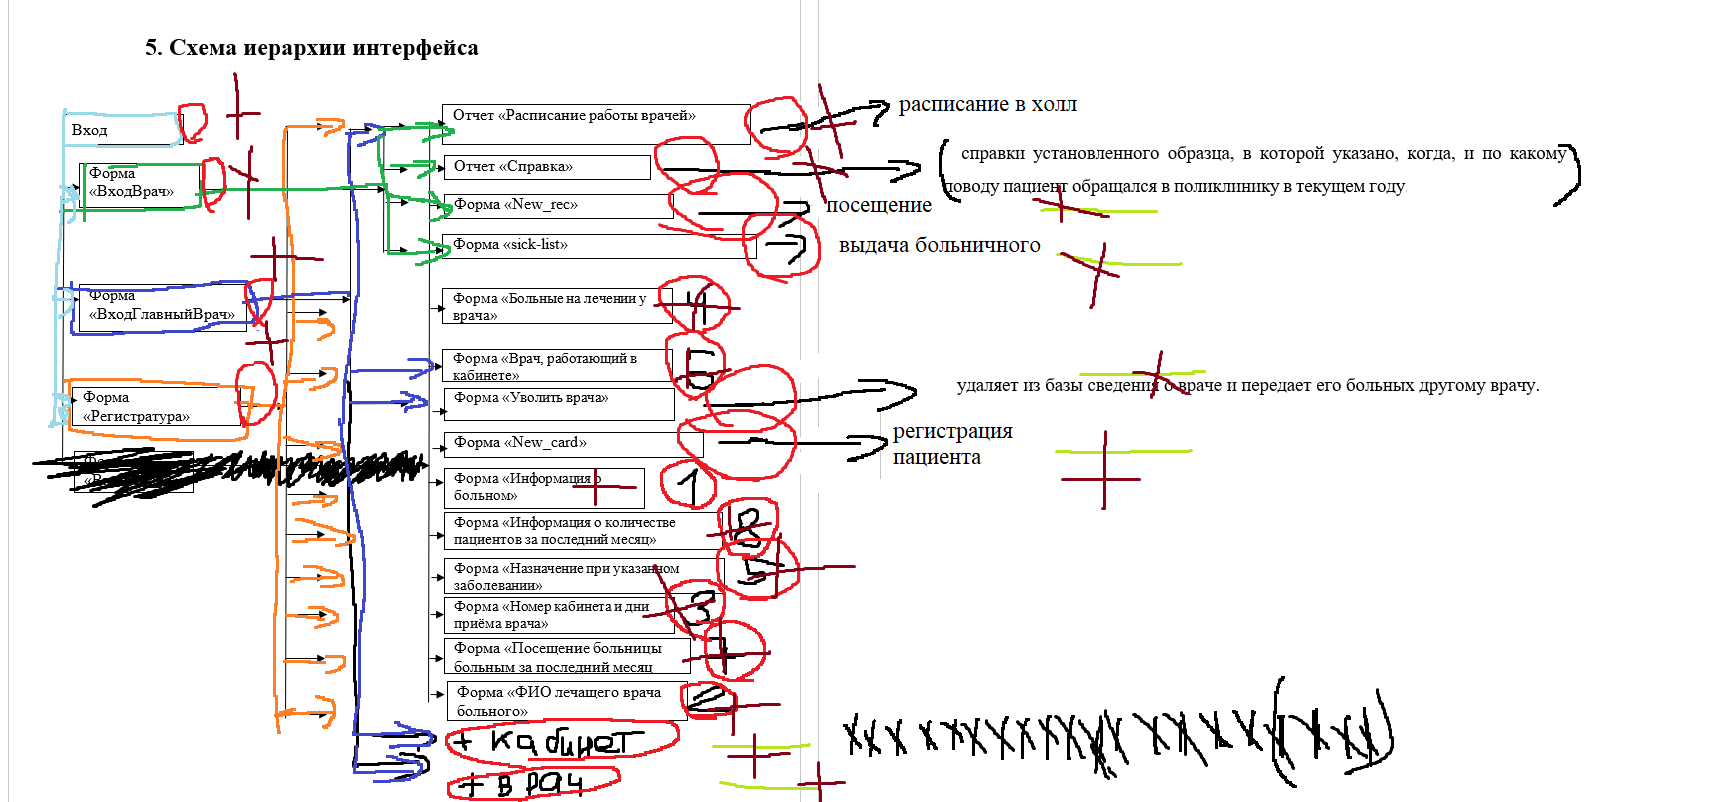 5. Схема иерархии интерфейса
Вход
Форма
«ВходВрач»
Форма
«ВходГлавныйВрач»
Форма
«Регистратура»
Отчет «Расписание работы врачей»
расписание в холл
Отчет «Справка»
справки установленного образца, в которой указано, когда, и по какому
поводу пациент обращался в поликлинику в текущем году.
Форма «New_rec»
посещение
Форма «sick-list»
выдача больничного
Форма «Больные на лечении у
врача»
4
Форма «Врач, работающий в
кабинете»
Форма «Уволить врача»
удаляет из базы сведения о враче и передает его больных другому врачу.
Форма «New_card»
регистрация
пациента
Форма «Информация о
больном»
1
Форма «Информация о количестве
пациентов за последний месяц»
8
Форма «Назначение при указанном
заболевании»
5
Форма «Номер кабинета и дни
приёма врача»
3
Форма «Посещение больницы
больным за последний месяц
Форма «ФИО лечащего врача
больного»
+ Кабинет
+ врач